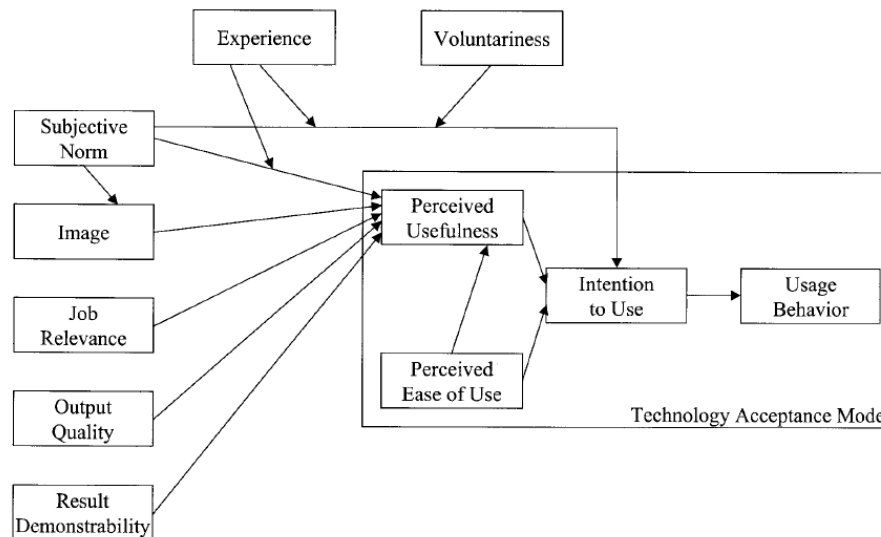 Experience
Voluntariness
Subjective
Norm
Image
Job
Relevance
Output
Quality
Result
Demonstrability
Perceived
Usefulness
Perceived
Ease of Use
Intention
to Use
Usage
Behavior
Technology Acceptance Mode